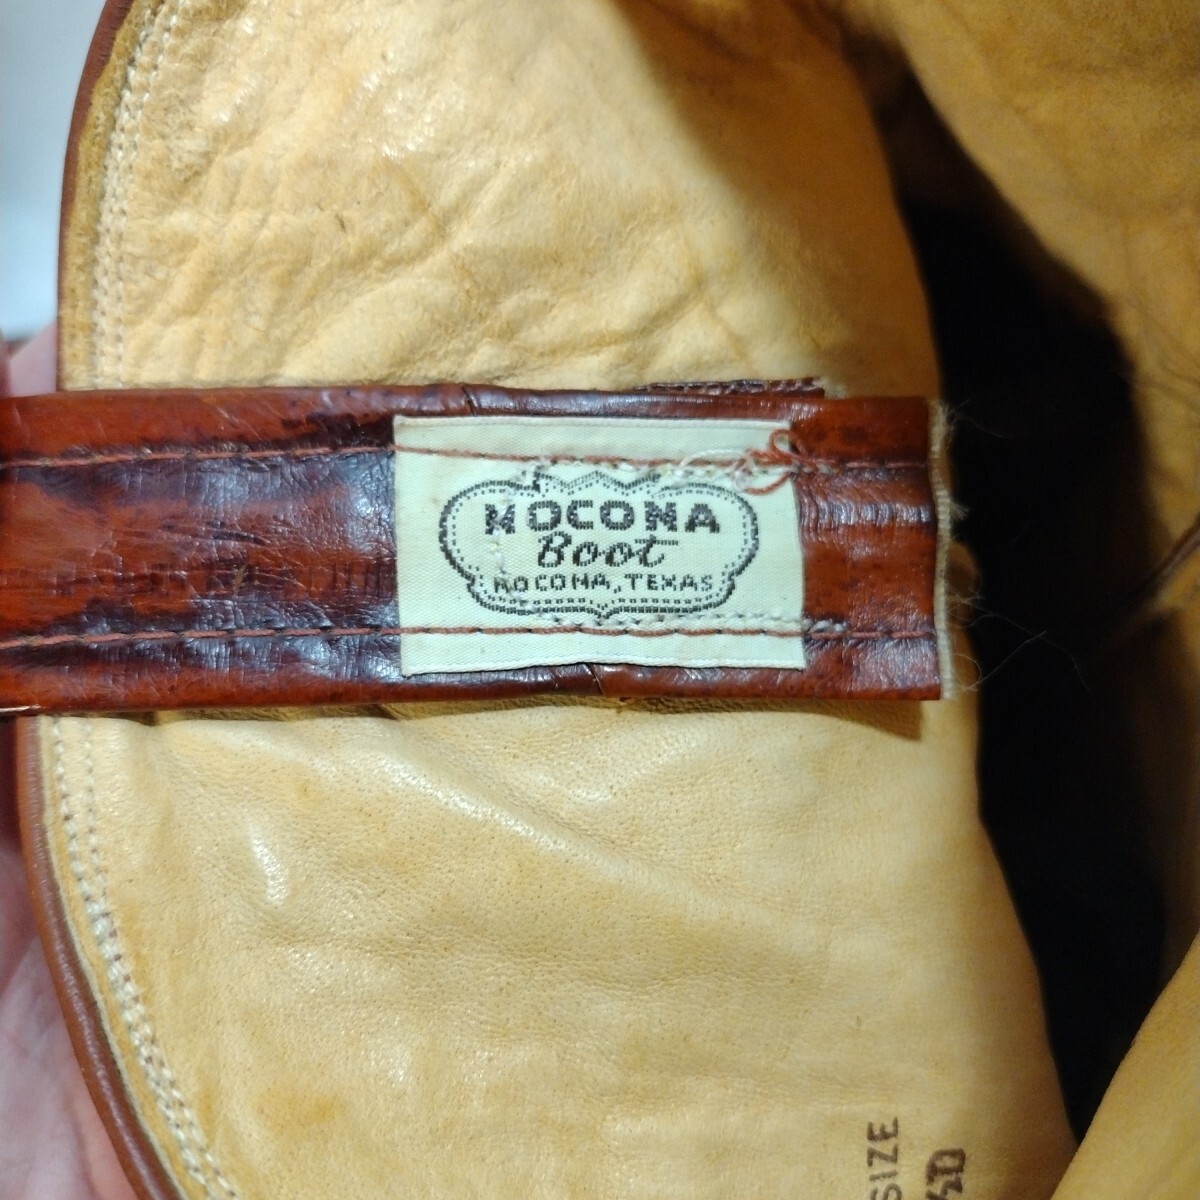 NOCONA
Boot
NOCONA, TEXAS
SIZE